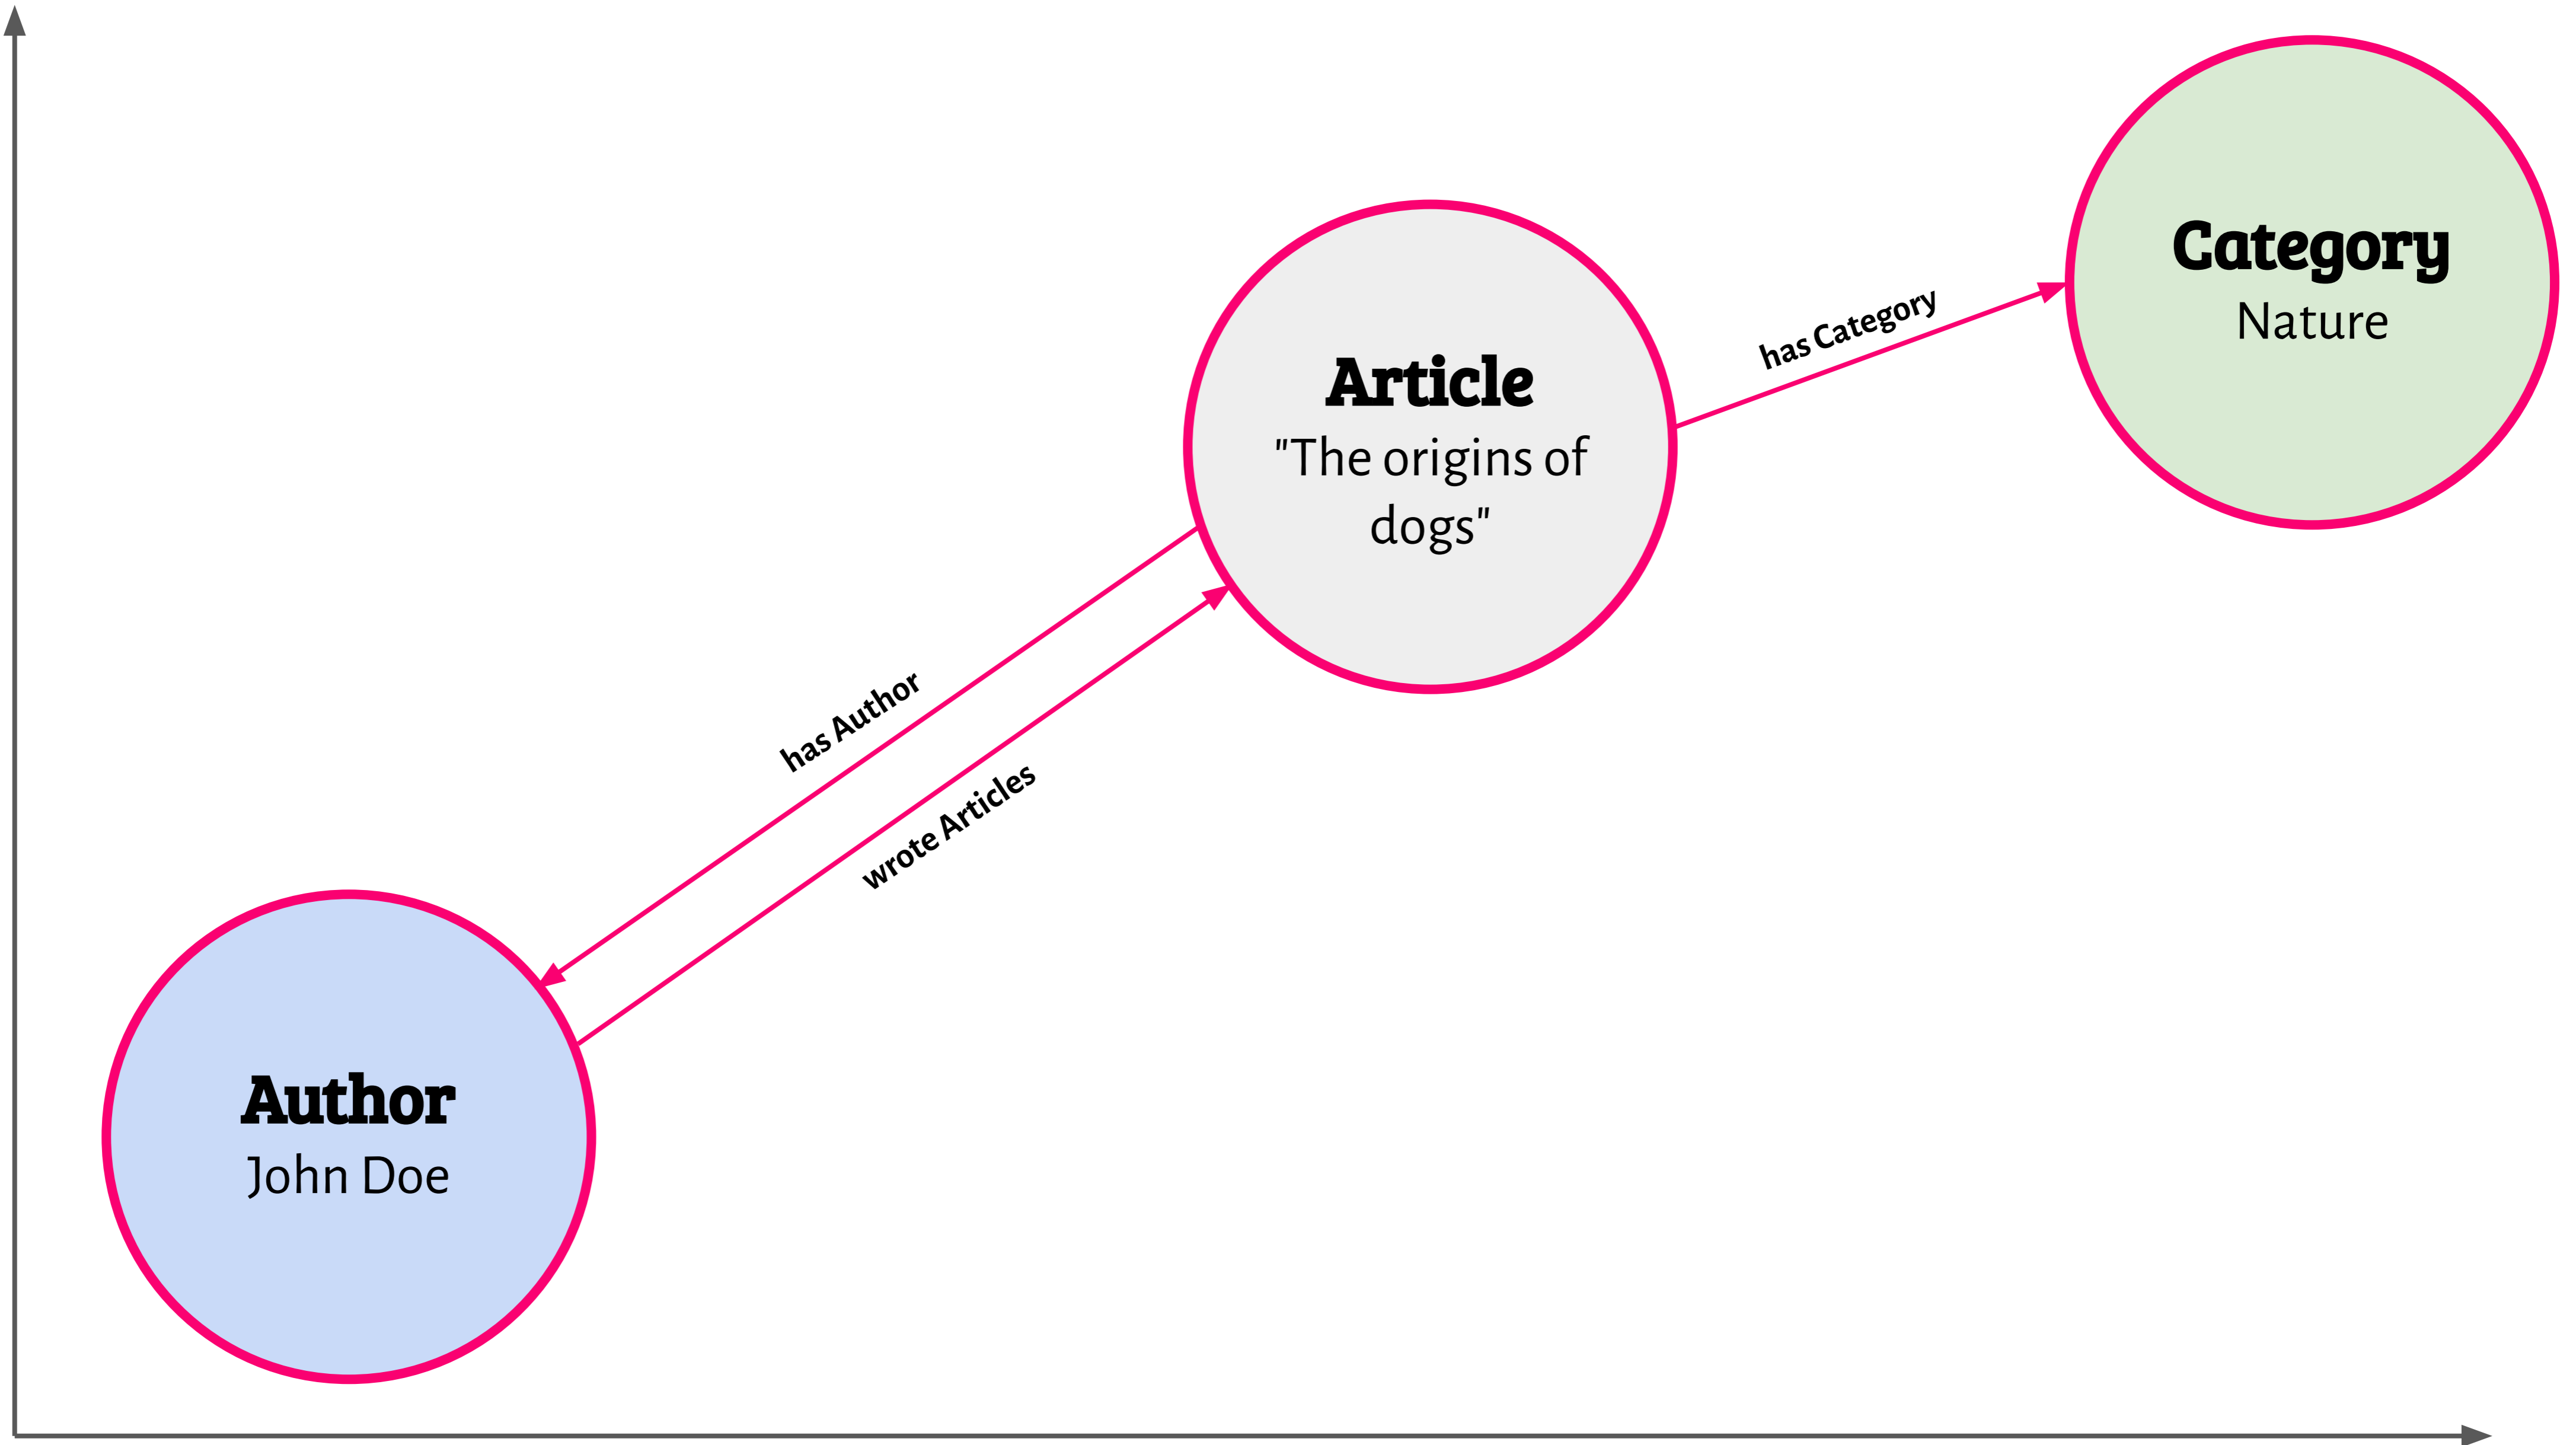 Category
Nature
has Category
Article
"The origins of
dogs"
has Author
wrote Articles
Author
John Doe